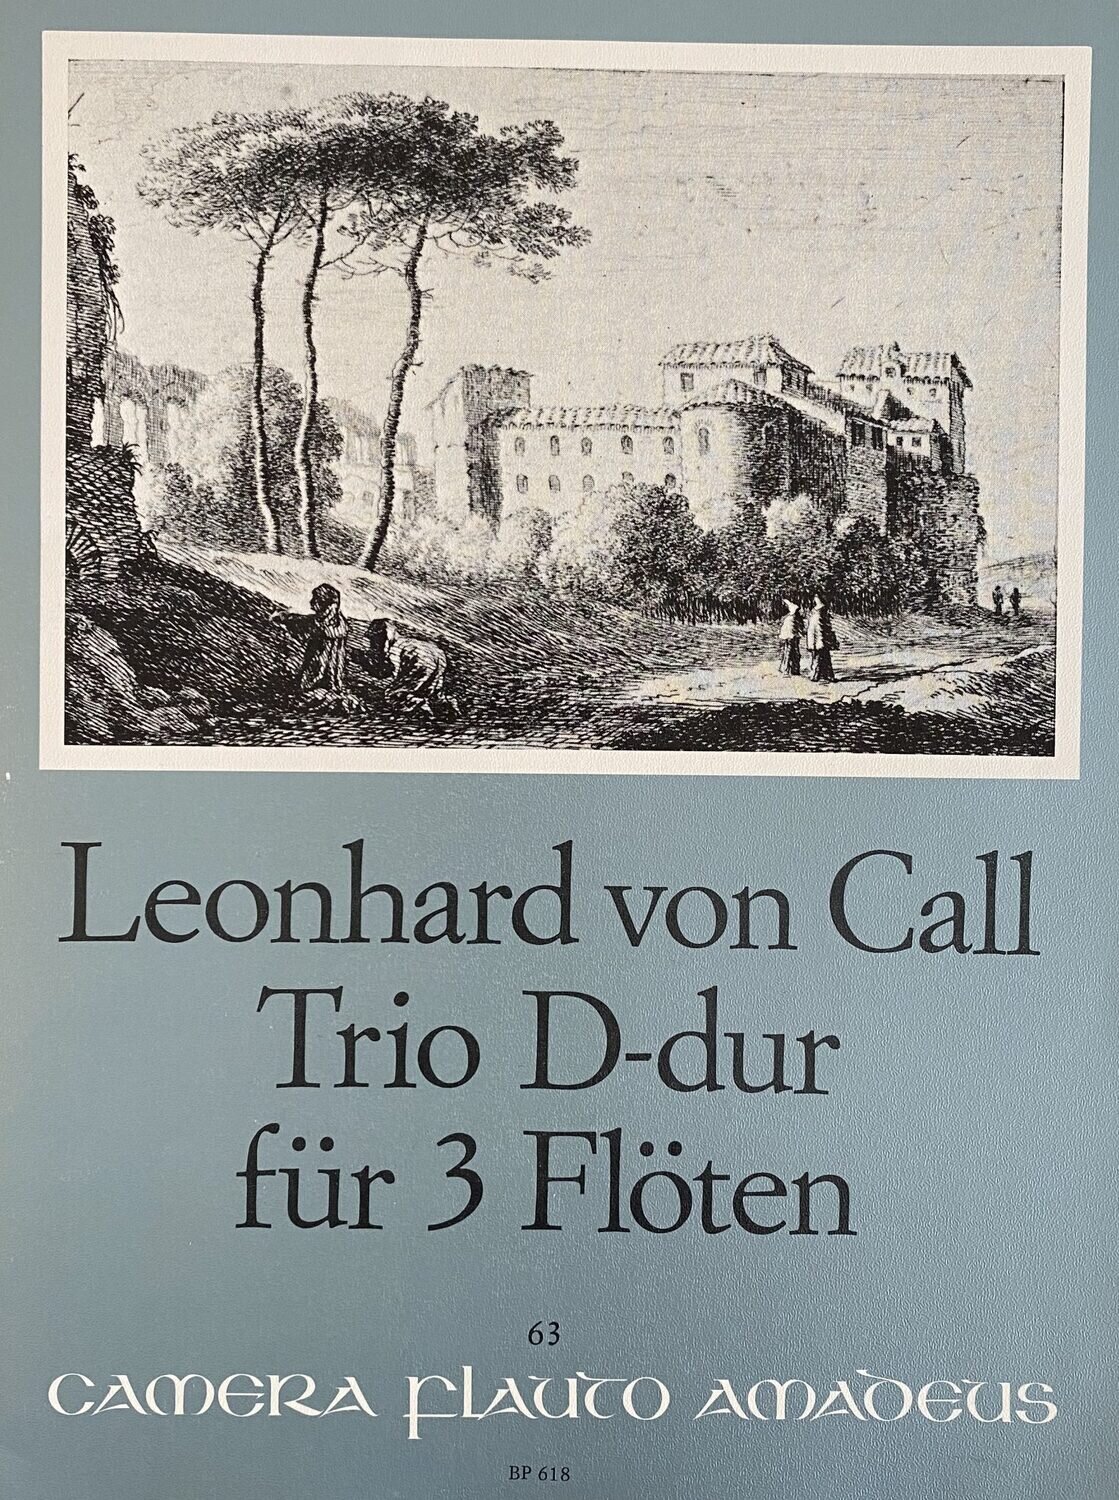 Leonhard von Call
Trio D-dur
für 3 Flöten
63
CAMERA FLAUTO AMADEUS
BP 618